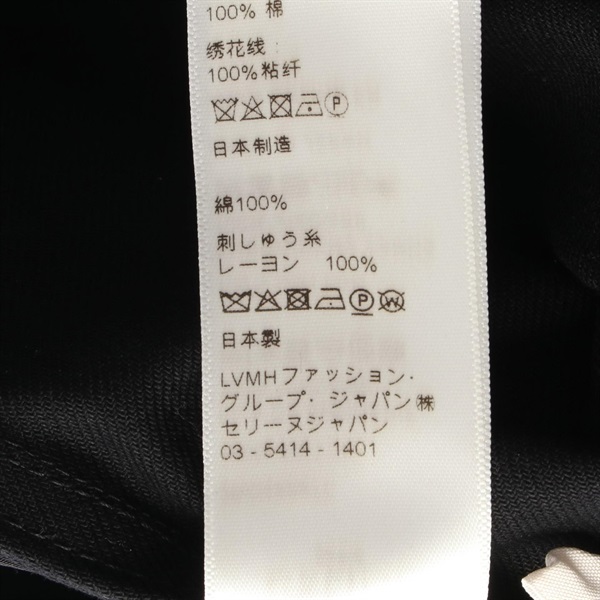 100% 棉
绣花线:
100%粘纤
P
日本制造
綿100%
刺しゅう糸
レーヨン 100%
P W
日本製
LVMHファッション・
グループ・ジャパン㈱
セリーヌジャパン
03-5414-1401